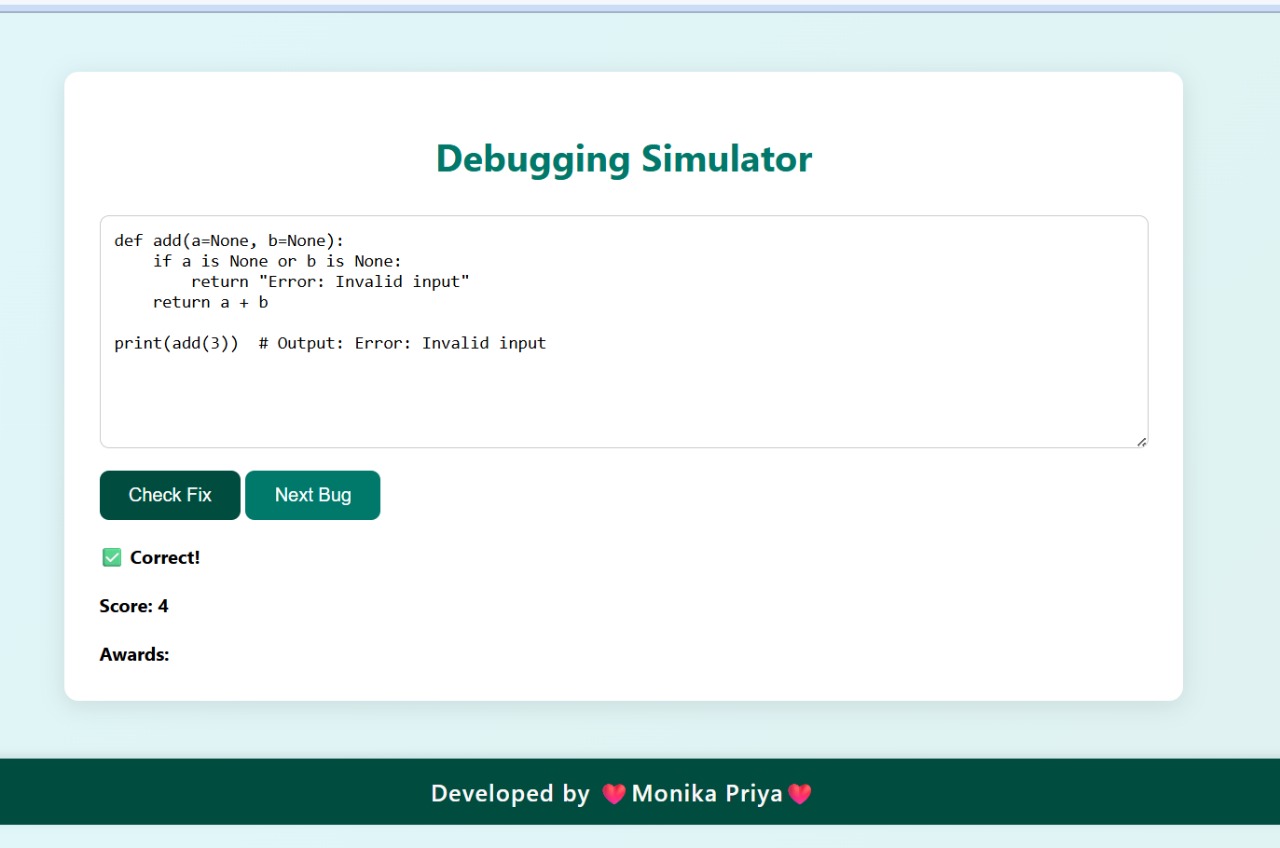 Debugging Simulator
def add(a=None, b=None):
    if a is None or b is None:
        return "Error: Invalid input"
    return a + b
print(add(3))  # Output: Error: Invalid input
Check Fix Next Bug
✅ Correct!
Score: 4
Awards:
Developed by 💓Monika Priya💓